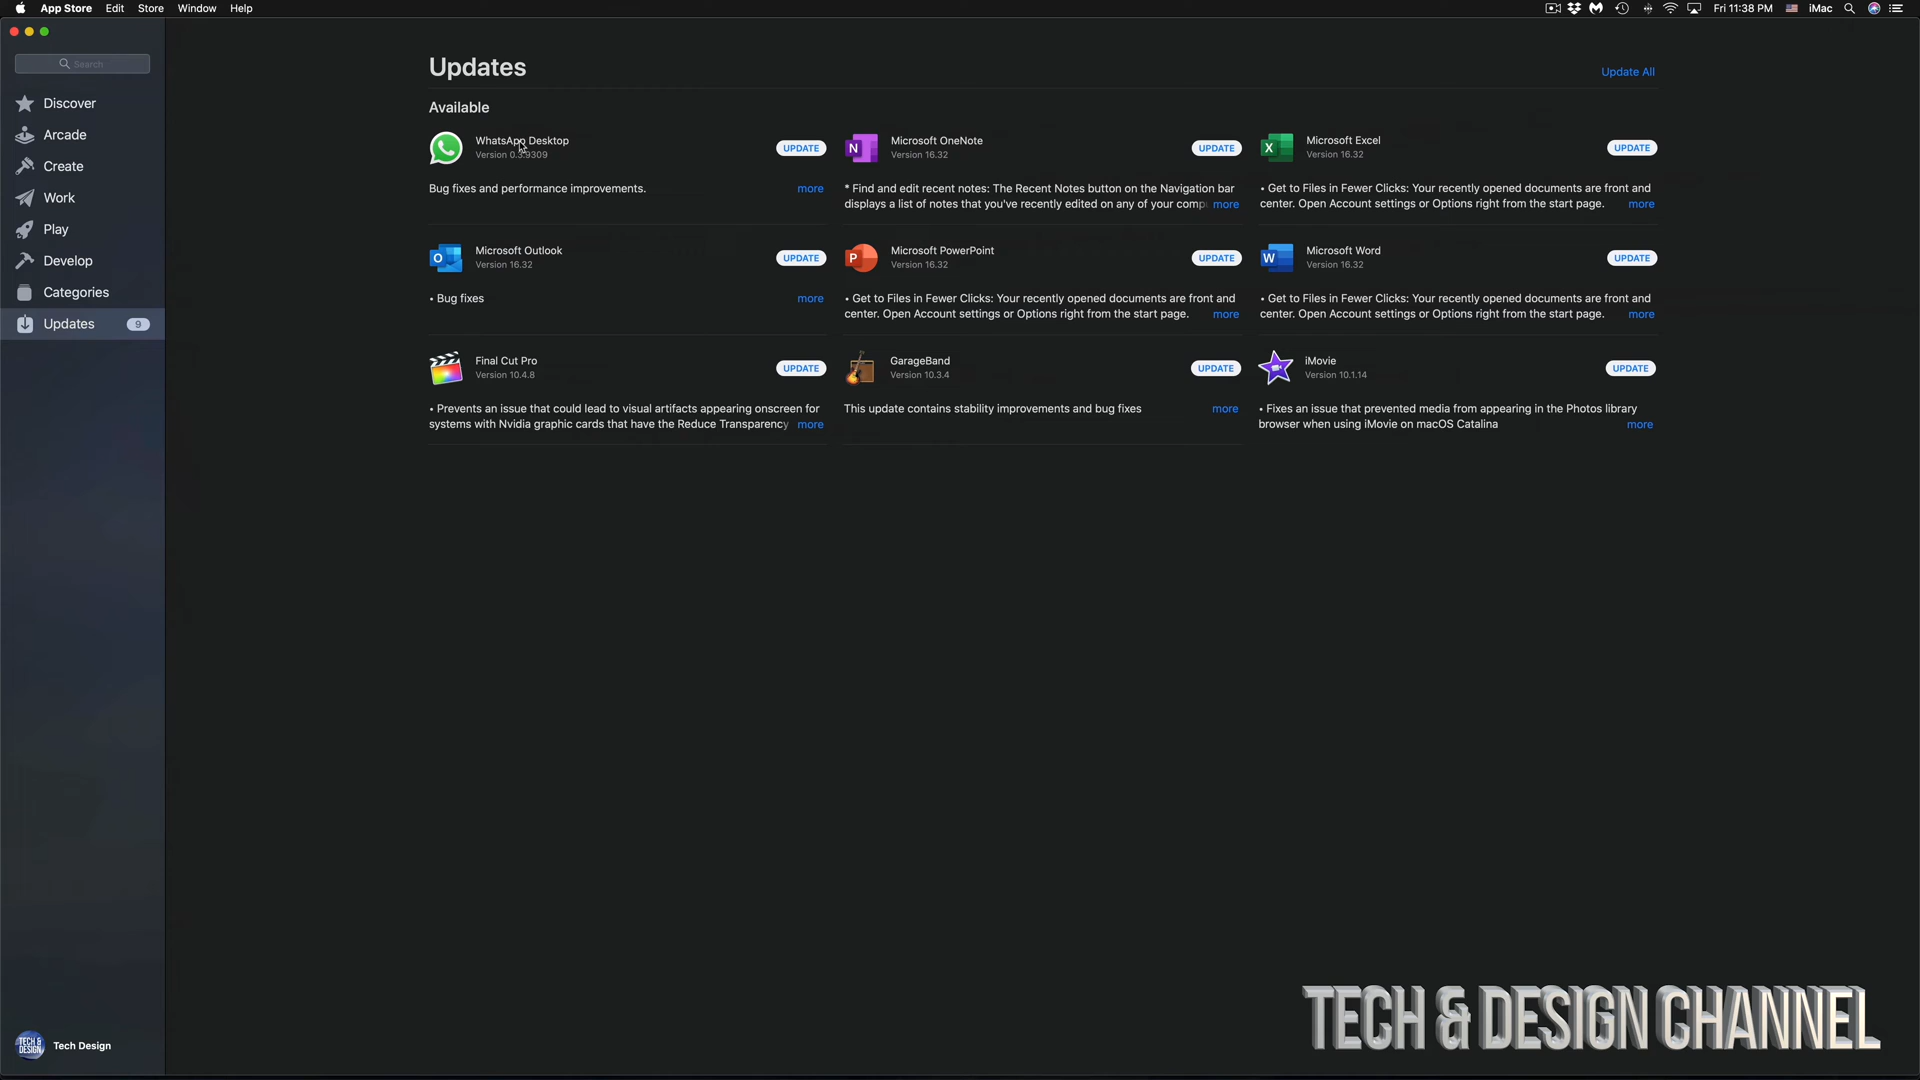 App Store Edit Store Window Help
Fri 11:38 PM iMac
Search
Discover
Arcade
Create
Work
Play
Develop
Categories
Updates 9
Tech Design
Updates
Update All
Available
WhatsApp Desktop
Version 0.3.9309
UPDATE
Bug fixes and performance improvements.
more
Microsoft OneNote
Version 16.32
UPDATE
* Find and edit recent notes: The Recent Notes button on the Navigation bar
displays a list of notes that you've recently edited on any of your comp
more
Microsoft Excel
Version 16.32
UPDATE
• Get to Files in Fewer Clicks: Your recently opened documents are front and
center. Open Account settings or Options right from the start page.
more
Microsoft Outlook
Version 16.32
UPDATE
• Bug fixes
more
Microsoft PowerPoint
Version 16.32
UPDATE
• Get to Files in Fewer Clicks: Your recently opened documents are front and
center. Open Account settings or Options right from the start page.
more
Microsoft Word
Version 16.32
UPDATE
• Get to Files in Fewer Clicks: Your recently opened documents are front and
center. Open Account settings or Options right from the start page.
more
Final Cut Pro
Version 10.4.8
UPDATE
• Prevents an issue that could lead to visual artifacts appearing onscreen for
systems with Nvidia graphic cards that have the Reduce Transparency
more
GarageBand
Version 10.3.4
UPDATE
This update contains stability improvements and bug fixes
more
iMovie
Version 10.1.14
UPDATE
• Fixes an issue that prevented media from appearing in the Photos library
browser when using iMovie on macOS Catalina
more
TECH & DESIGN CHANNEL